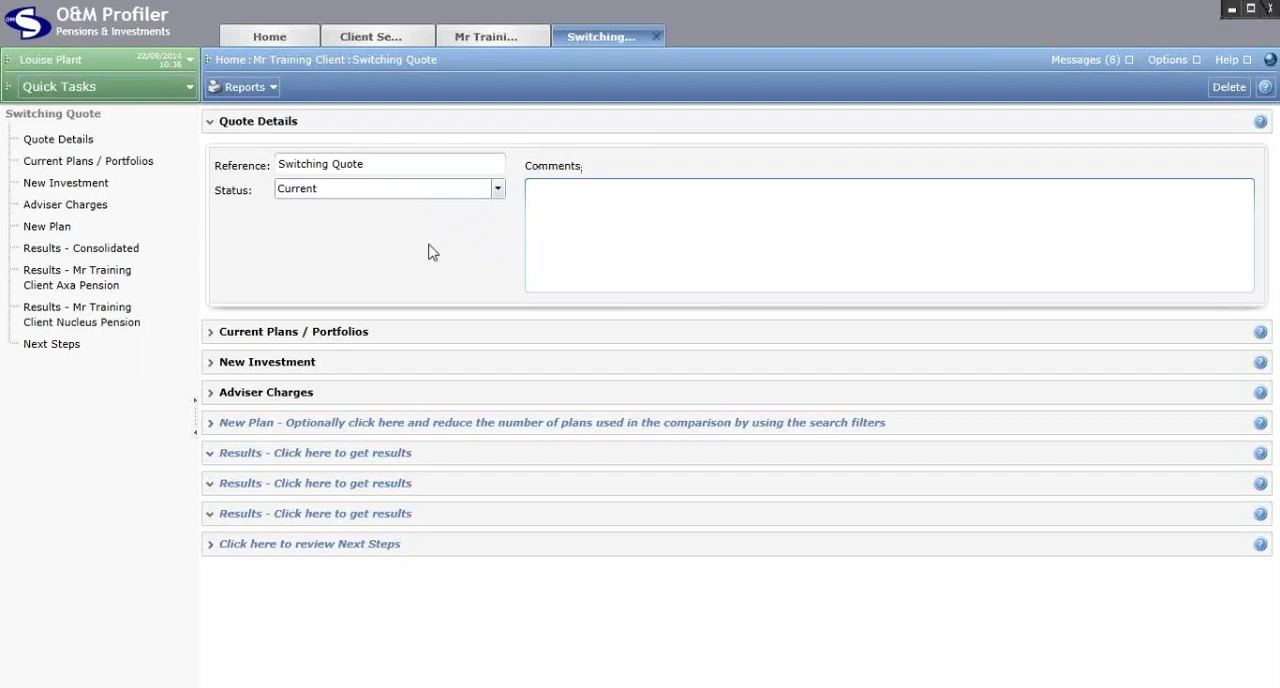 O&M Profiler
Pensions & Investments
Home
Client Se...
Mr Traini...
Switching...
Louise Plant
22/09/2014
10:36
Home : Mr Training Client : Switching Quote
Messages (8)
Options
Help
Quick Tasks
Reports
Delete
Switching Quote
Quote Details
Current Plans / Portfolios
New Investment
Adviser Charges
New Plan
Results - Consolidated
Results - Mr Training
Client Axa Pension
Results - Mr Training
Client Nucleus Pension
Next Steps
Quote Details
Reference: Switching Quote
Status: Current
Comments:
Current Plans / Portfolios
New Investment
Adviser Charges
New Plan - Optionally click here and reduce the number of plans used in the comparison by using the search filters
Results - Click here to get results
Results - Click here to get results
Results - Click here to get results
Click here to review Next Steps